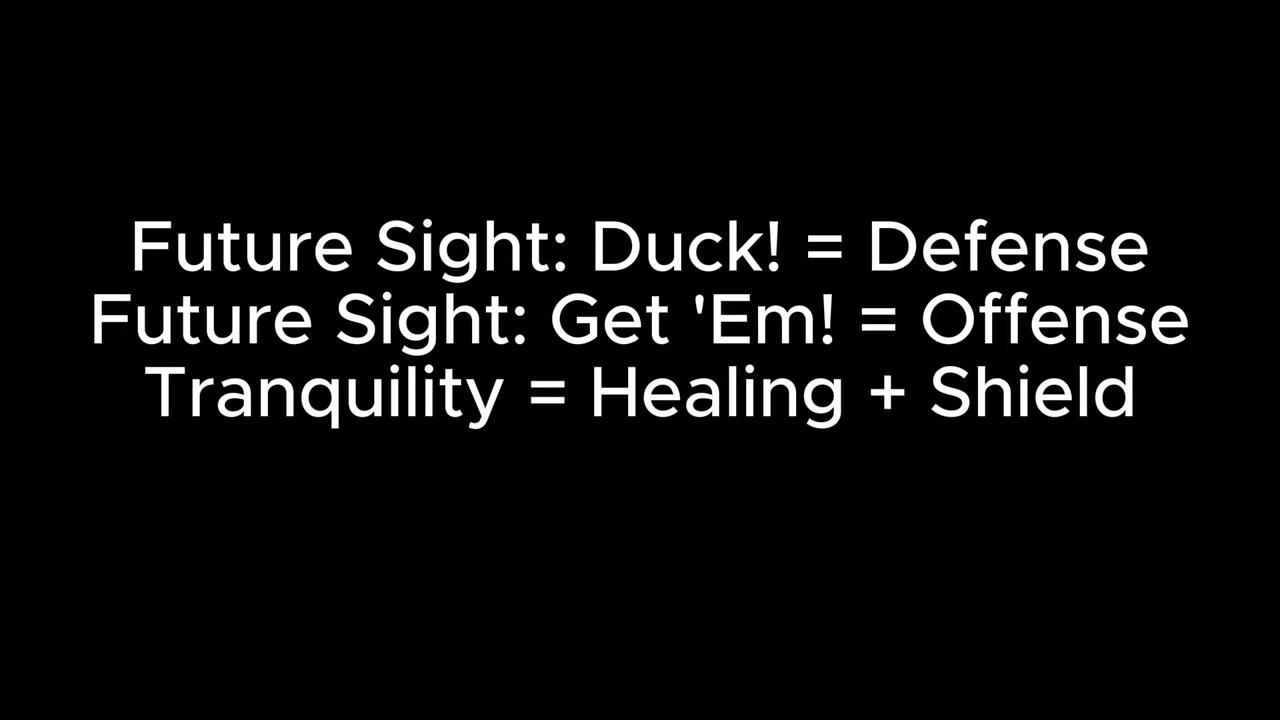 Future Sight: Duck! = Defense
Future Sight: Get 'Em! = Offense
Tranquility = Healing + Shield